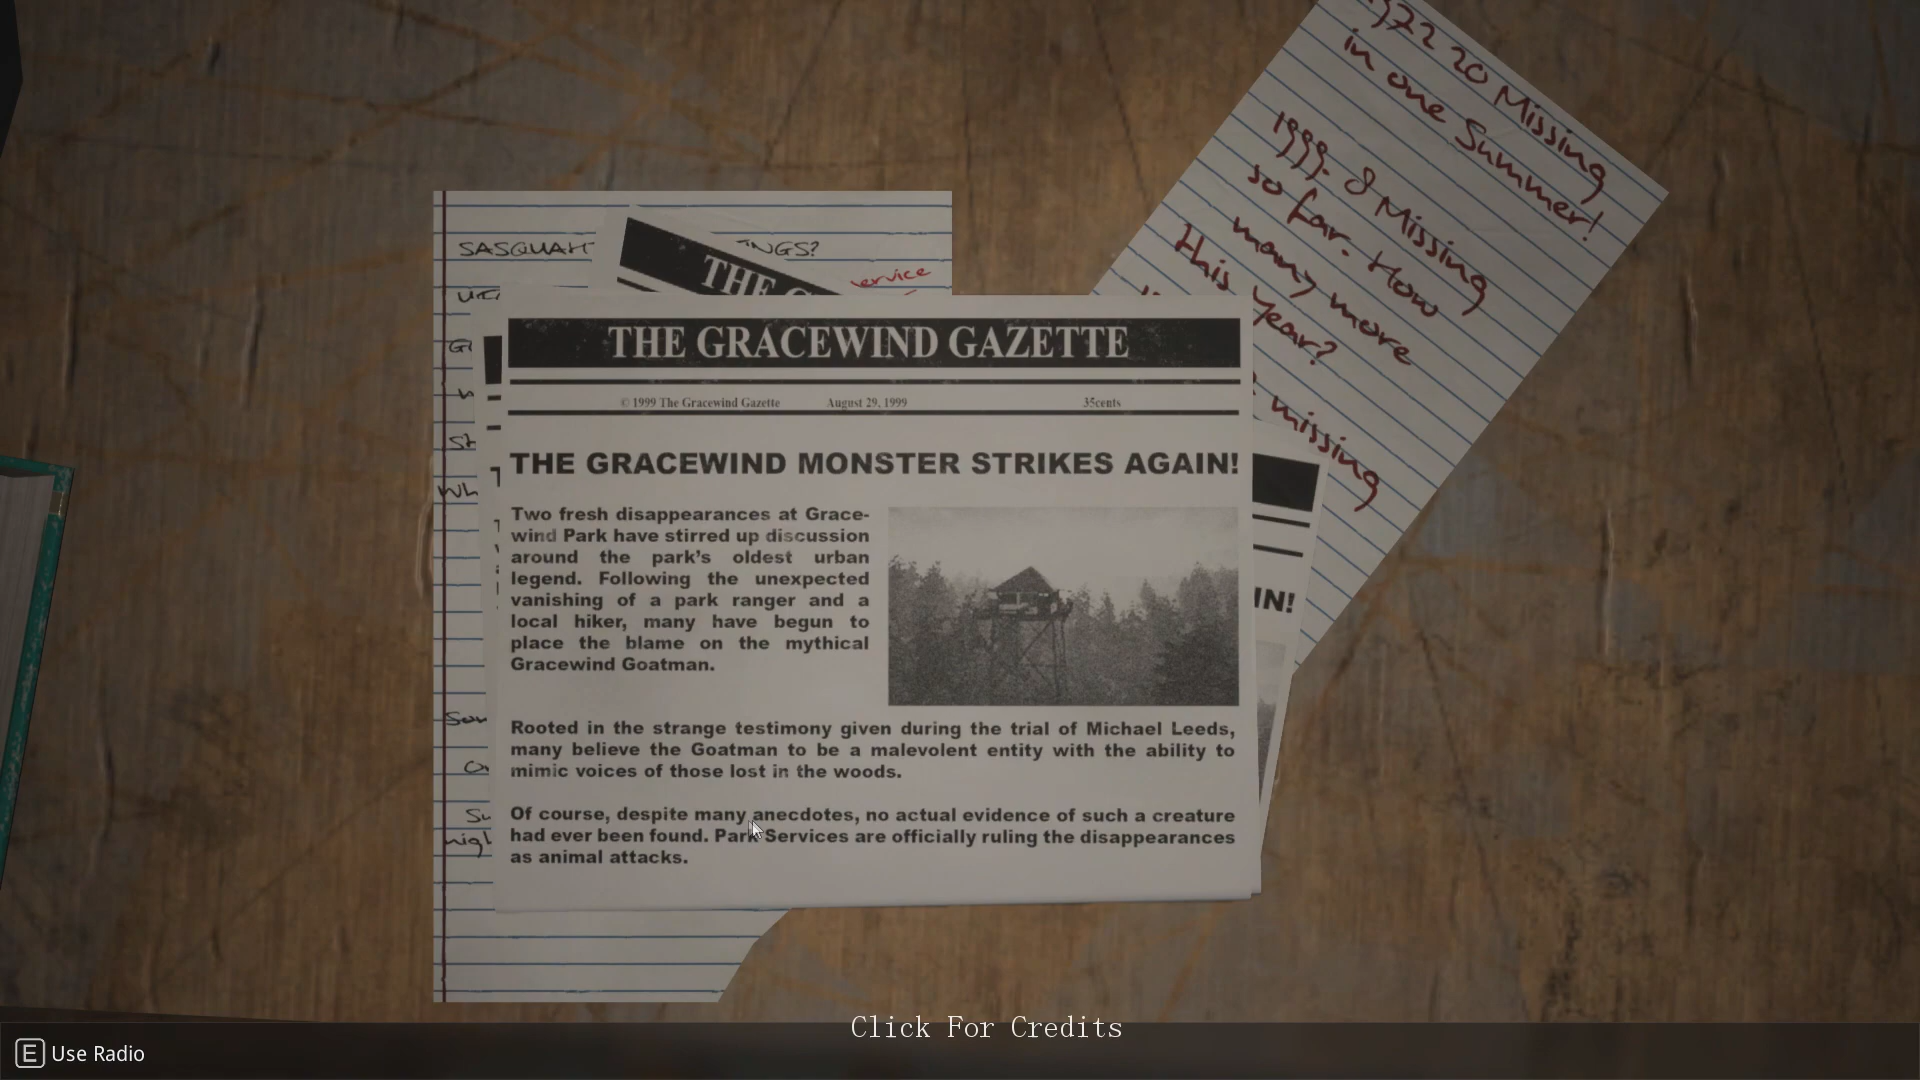 1972 20 Missing
in one Summer!
1999. 8 Missing
so far. How
many more
This Year?
missing
SASQUAH
INGS?
ervice
THE G
THE GRACEWIND GAZETTE
© 1999 The Gracewind Gazette August 29, 1999 35cents
THE GRACEWIND MONSTER STRIKES AGAIN!
Two fresh disappearances at Grace-
wind Park have stirred up discussion
around the park's oldest urban
legend. Following the unexpected
vanishing of a park ranger and a
local hiker, many have begun to
place the blame on the mythical
Gracewind Goatman.
IN!
Rooted in the strange testimony given during the trial of Michael Leeds,
many believe the Goatman to be a malevolent entity with the ability to
mimic voices of those lost in the woods.
Of course, despite many anecdotes, no actual evidence of such a creature
had ever been found. Park Services are officially ruling the disappearances
as animal attacks.
Click For Credits
E Use Radio